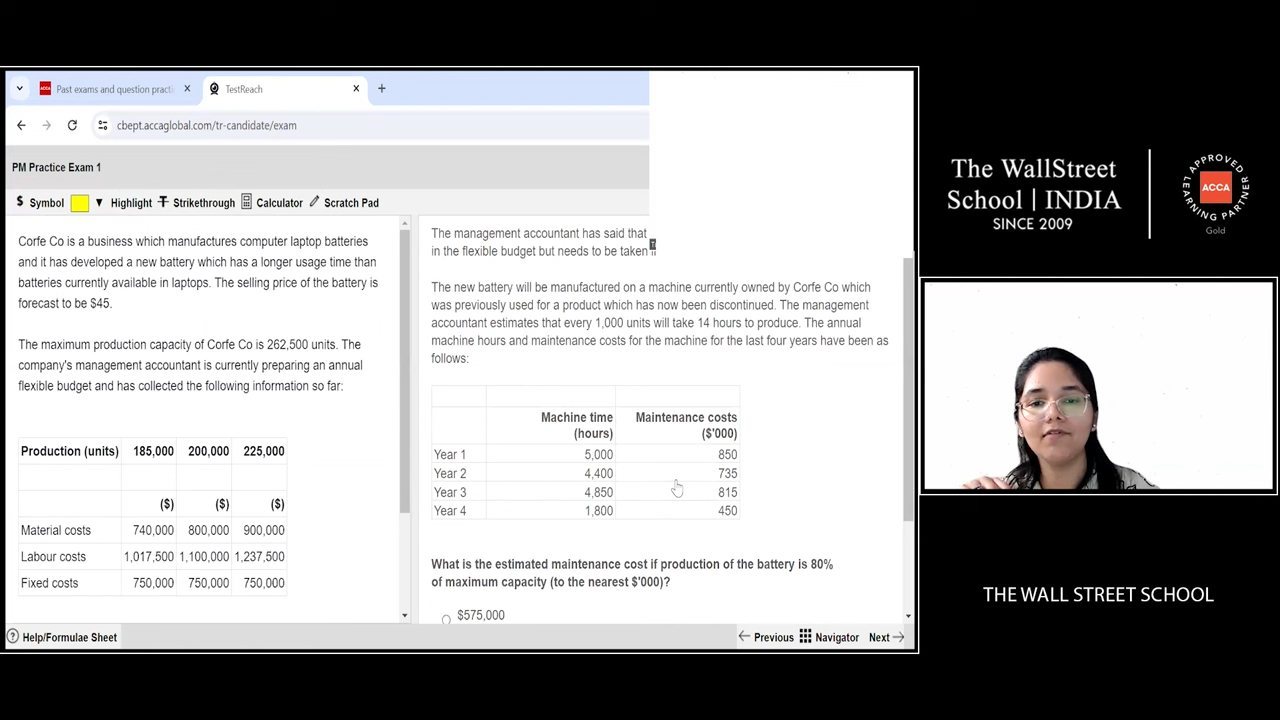 Past exams and question practi
TestReach
cbept.accaglobal.com/tr-candidate/exam
PM Practice Exam 1
$ Symbol Highlight T Strikethrough Calculator Scratch Pad
Corfe Co is a business which manufactures computer laptop batteries
and it has developed a new battery which has a longer usage time than
batteries currently available in laptops. The selling price of the battery is
forecast to be $45.
The maximum production capacity of Corfe Co is 262,500 units. The
company's management accountant is currently preparing an annual
flexible budget and has collected the following information so far:
Production (units) 185,000 200,000 225,000
($) ($) ($)
Material costs 740,000 800,000 900,000
Labour costs 1,017,500 1,100,000 1,237,500
Fixed costs 750,000 750,000 750,000
The management accountant has said that
in the flexible budget but needs to be taken
The new battery will be manufactured on a machine currently owned by Corfe Co which
was previously used for a product which has now been discontinued. The management
accountant estimates that every 1,000 units will take 14 hours to produce. The annual
machine hours and maintenance costs for the machine for the last four years have been as
follows:
Machine time Maintenance costs
(hours) ($'000)
Year 1 5,000 850
Year 2 4,400 735
Year 3 4,850 815
Year 4 1,800 450
What is the estimated maintenance cost if production of the battery is 80%
of maximum capacity (to the nearest $'000)?
$575,000
Help/Formulae Sheet
Previous Navigator Next
The WallStreet
School | INDIA
SINCE 2009
APPROVED
LEARNING PARTNER
ACCA
Gold
THE WALL STREET SCHOOL